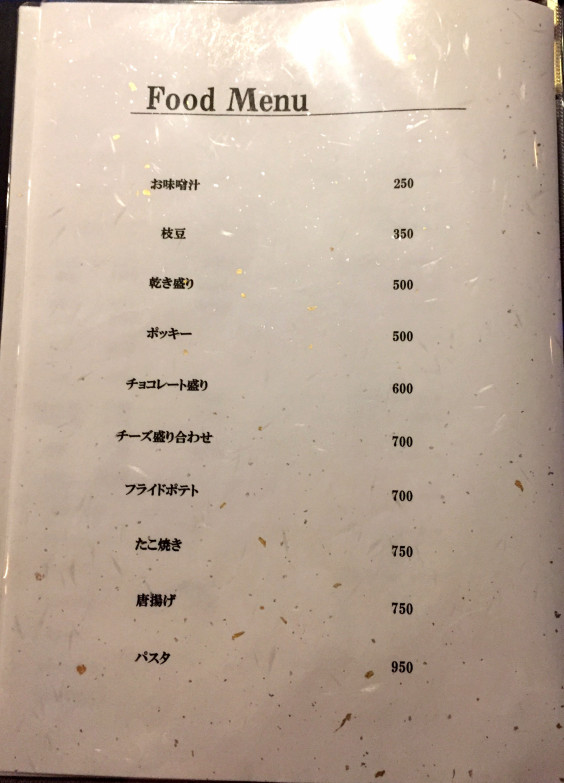 Food Menu
お味噌汁 250
枝豆 350
乾き盛り 500
ポッキー 500
チョコレート盛り 600
チーズ盛り合わせ 700
フライドポテト 700
たこ焼き 750
唐揚げ 750
パスタ 950